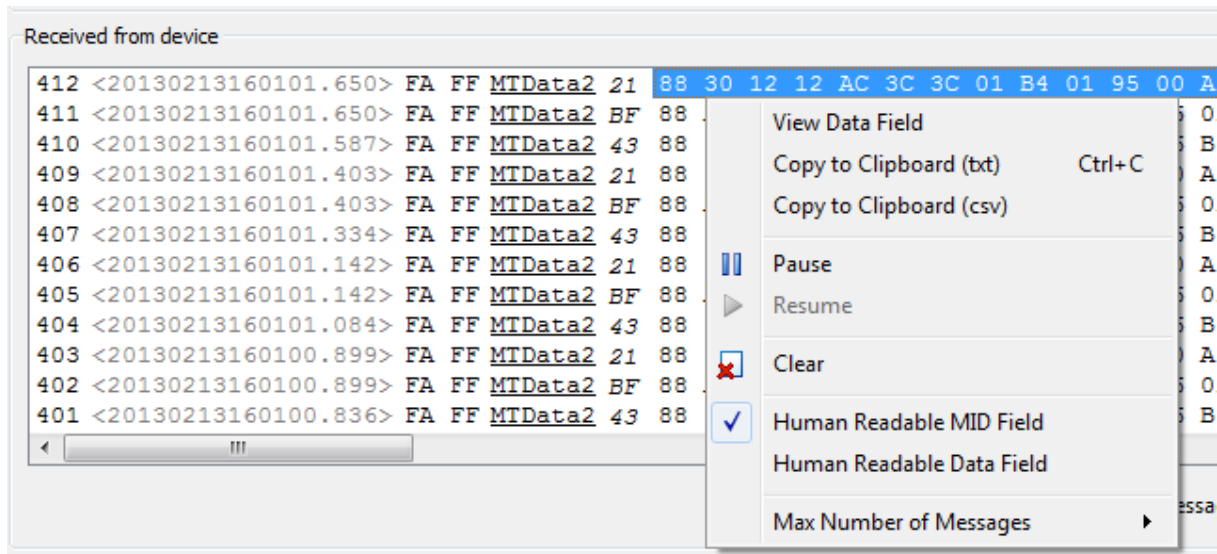 Received from device
412 <20130213160101.650> FA FF MTData2 21 88 30 12 12 AC 3C 3C 01 B4 01 95 00 A
411 <20130213160101.650> BF FA FF MTData2 BF 88 0
410 <20130213160101.587> FA FF MTData2 43 88 B
409 <20130213160101.403> FA FF MTData2 21 88 A
408 <20130213160101.403> FA FF MTData2 BF 88 0
407 <20130213160101.334> FA FF MTData2 43 88 B
406 <20130213160101.142> FA FF MTData2 21 88 A
405 <20130213160101.142> FA FF MTData2 BF 88 0
404 <20130213160101.084> FA FF MTData2 43 88 B
403 <20130213160100.899> FA FF MTData2 21 88 A
402 <20130213160100.899> FA FF MTData2 BF 88 0
401 <20130213160100.836> FA FF MTData2 43 88 B
View Data Field
Copy to Clipboard (txt) Ctrl+C
Copy to Clipboard (csv)
Pause
Resume
Clear
Human Readable MID Field
Human Readable Data Field
Max Number of Messages